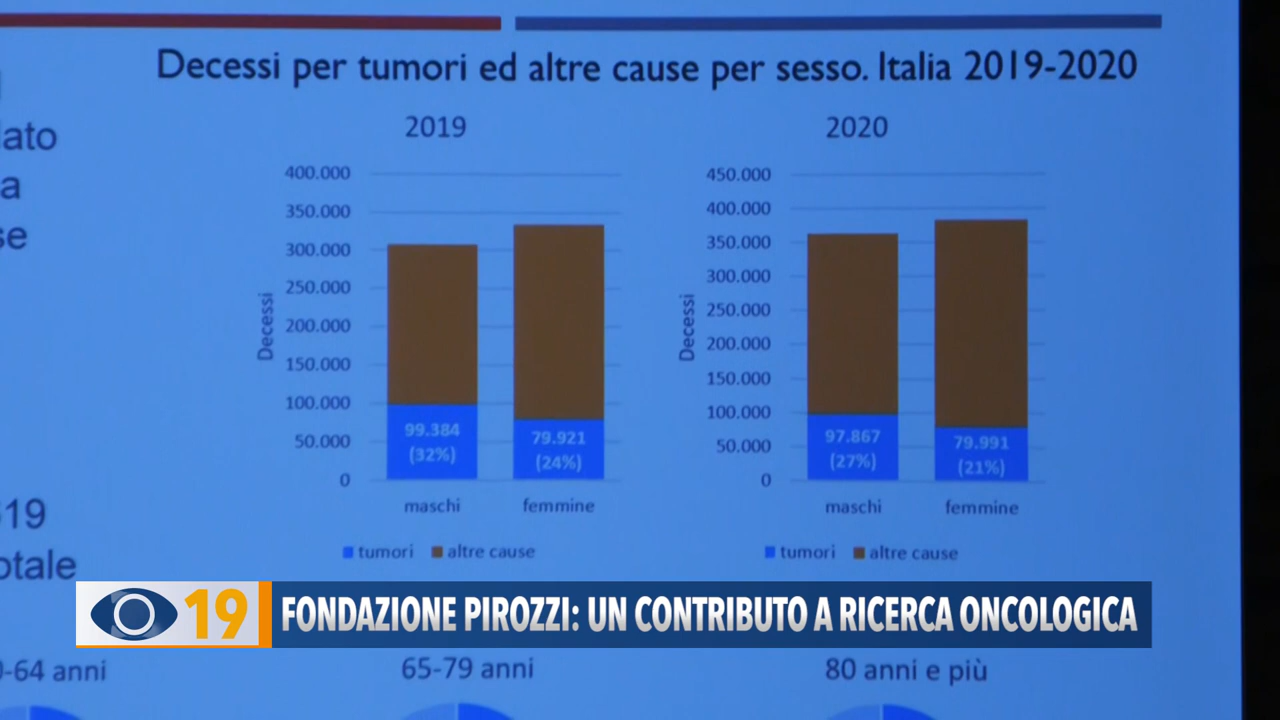 Decessi per tumori ed altre cause per sesso. Italia 2019-2020
lato
a
se
19
otale
2019
400.000
350.000
300.000
250.000
200.000
150.000
100.000
50.000
0
Decessi
99.384
(32%)
79.921
(24%)
maschi femmine
tumori altre cause
2020
450.000
400.000
350.000
300.000
250.000
200.000
150.000
100.000
50.000
0
Decessi
97.867
(27%)
79.991
(21%)
maschi femmine
tumori altre cause
19 FONDAZIONE PIROZZI: UN CONTRIBUTO A RICERCA ONCOLOGICA
-64 anni
65-79 anni
80 anni e più